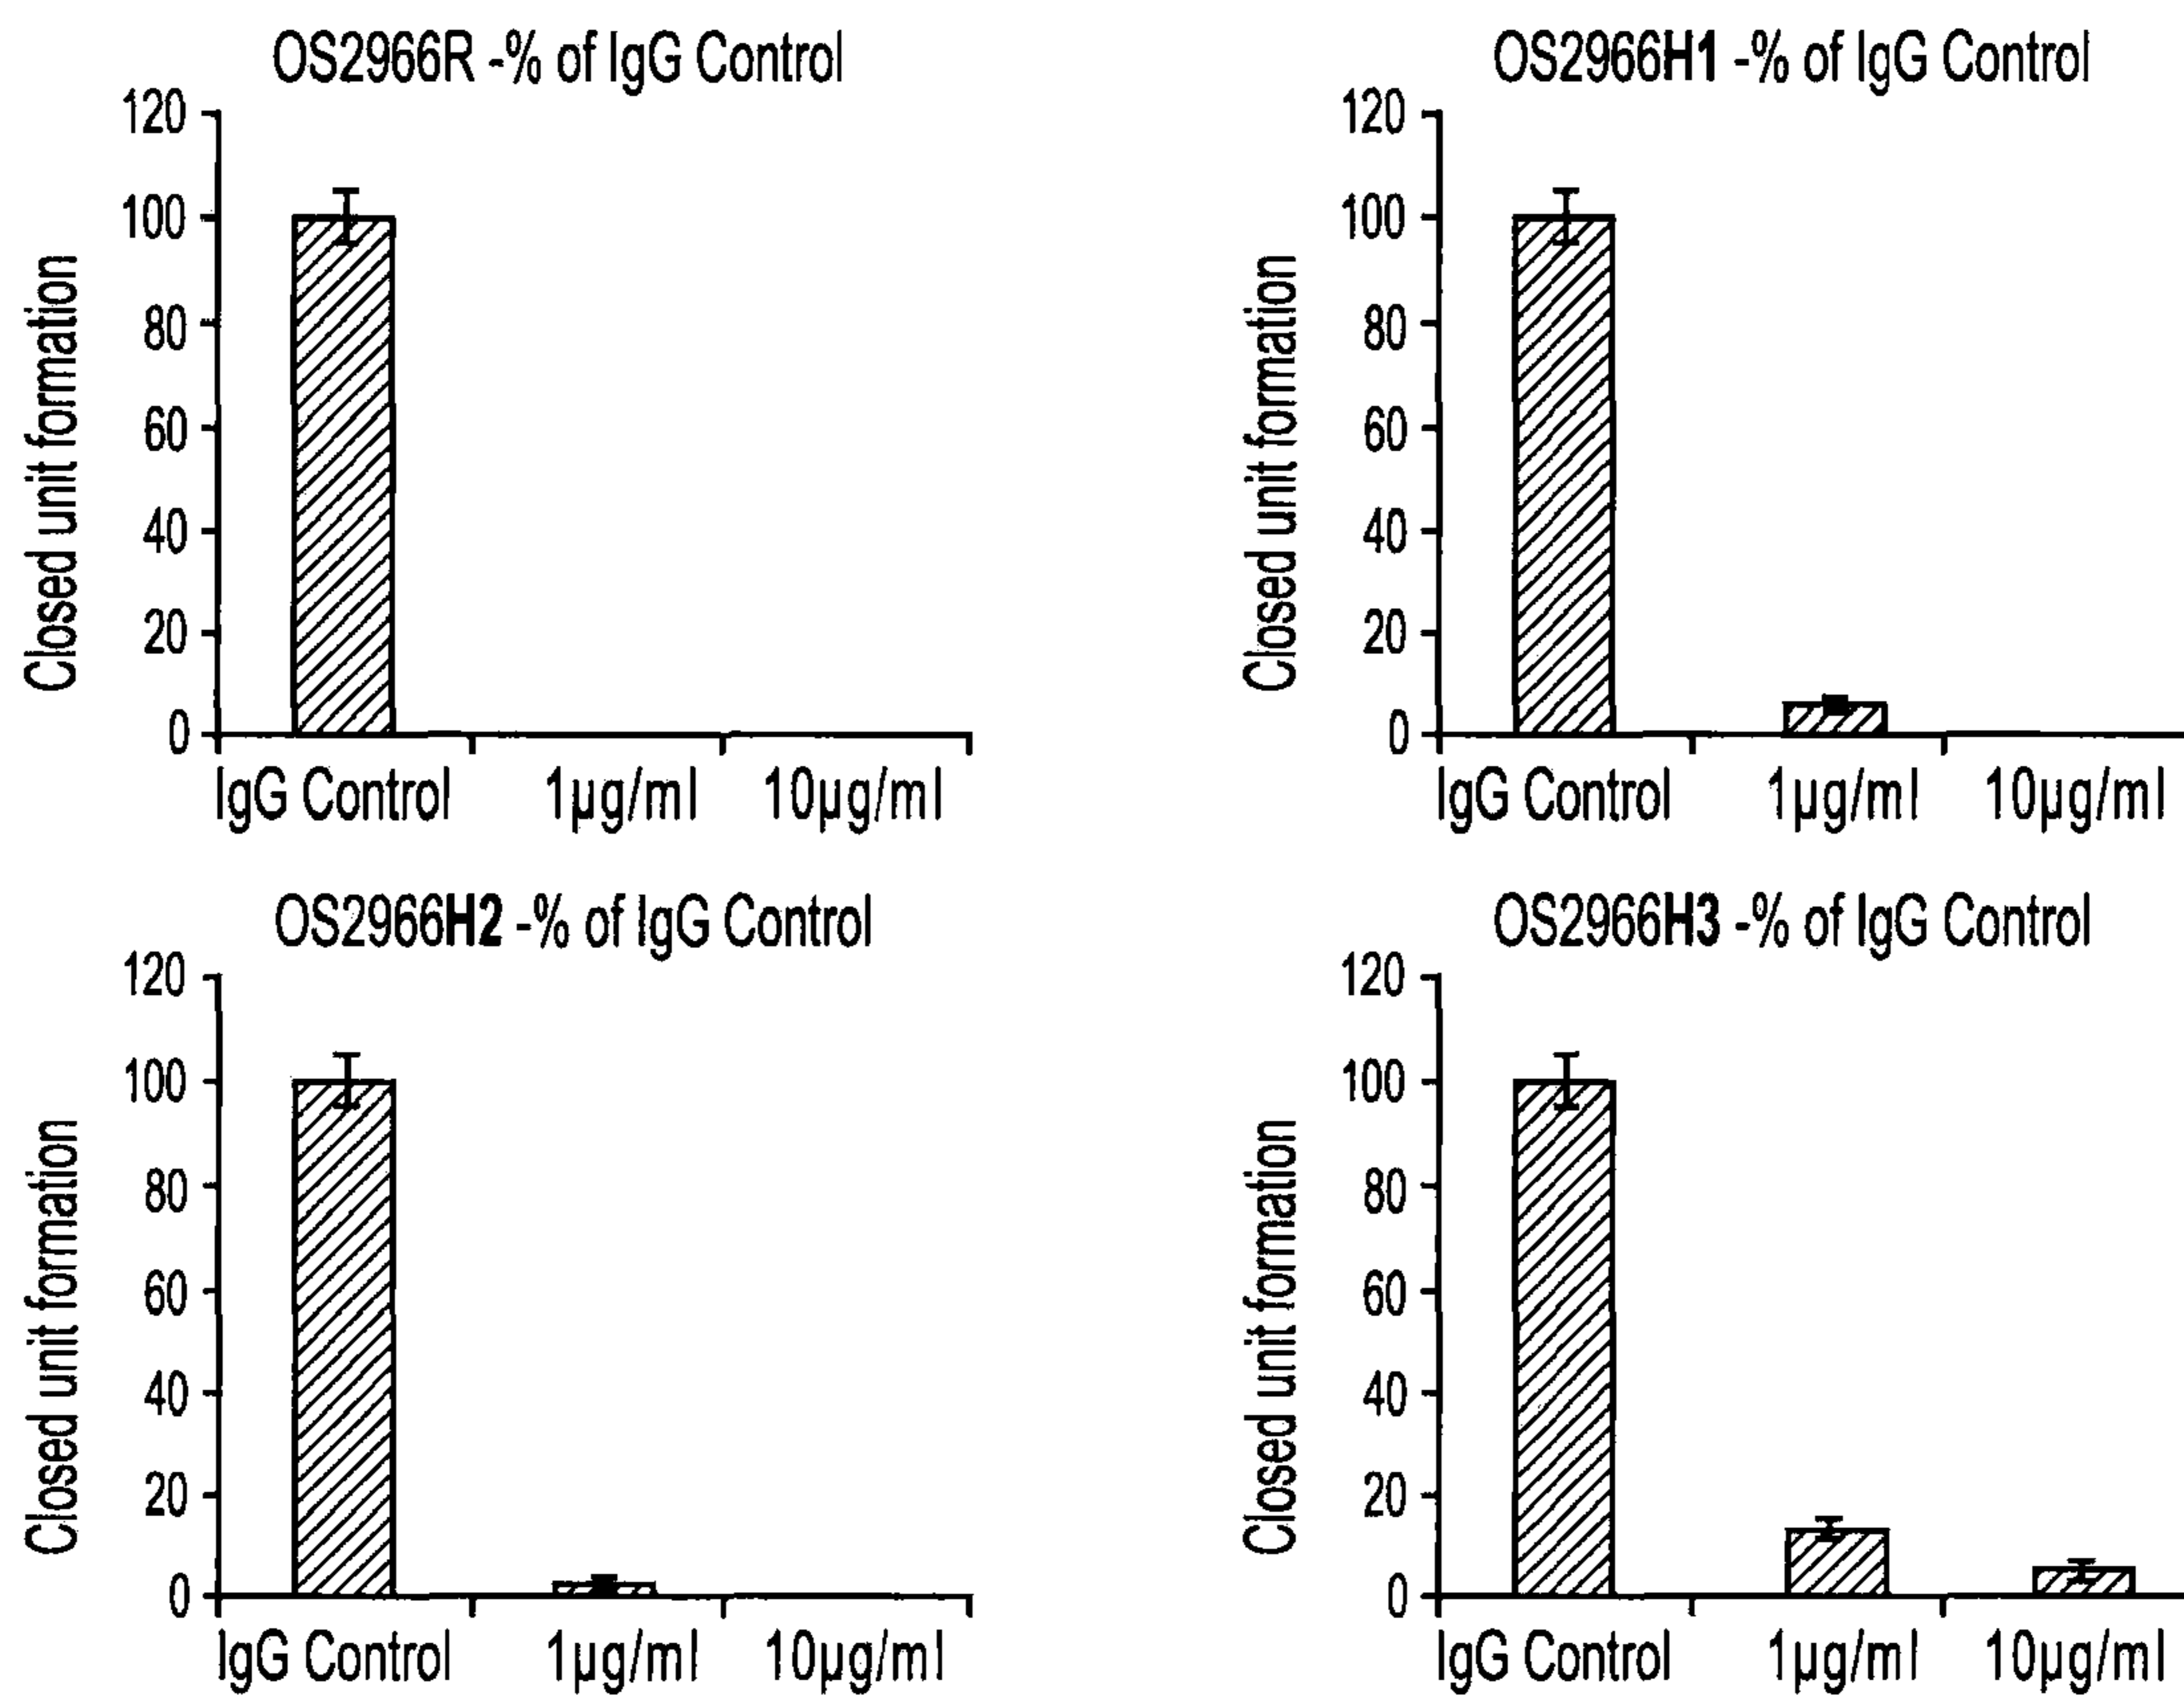 OS2966R -% of IgG Control
Closed unit formation
120
100
80
60
40
20
0
IgG Control 1µg/ml 10µg/ml
OS2966H1 -% of IgG Control
Closed unit formation
120
100
80
60
40
20
0
IgG Control 1µg/ml 10µg/ml
OS2966H2 -% of IgG Control
Closed unit formation
120
100
80
60
40
20
0
IgG Control 1µg/ml 10µg/ml
OS2966H3 -% of IgG Control
Closed unit formation
120
100
80
60
40
20
0
IgG Control 1µg/ml 10µg/ml